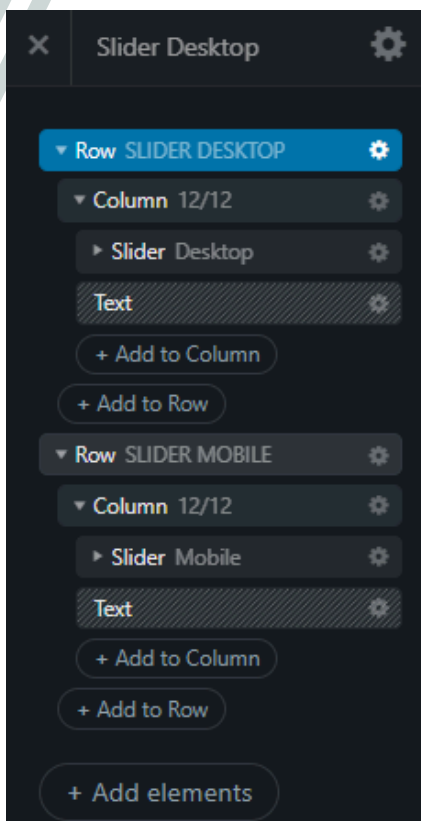 Slider Desktop
Row SLIDER DESKTOP
Column 12/12
Slider Desktop
Text
+ Add to Column
+ Add to Row
Row SLIDER MOBILE
Column 12/12
Slider Mobile
Text
+ Add to Column
+ Add to Row
+ Add elements